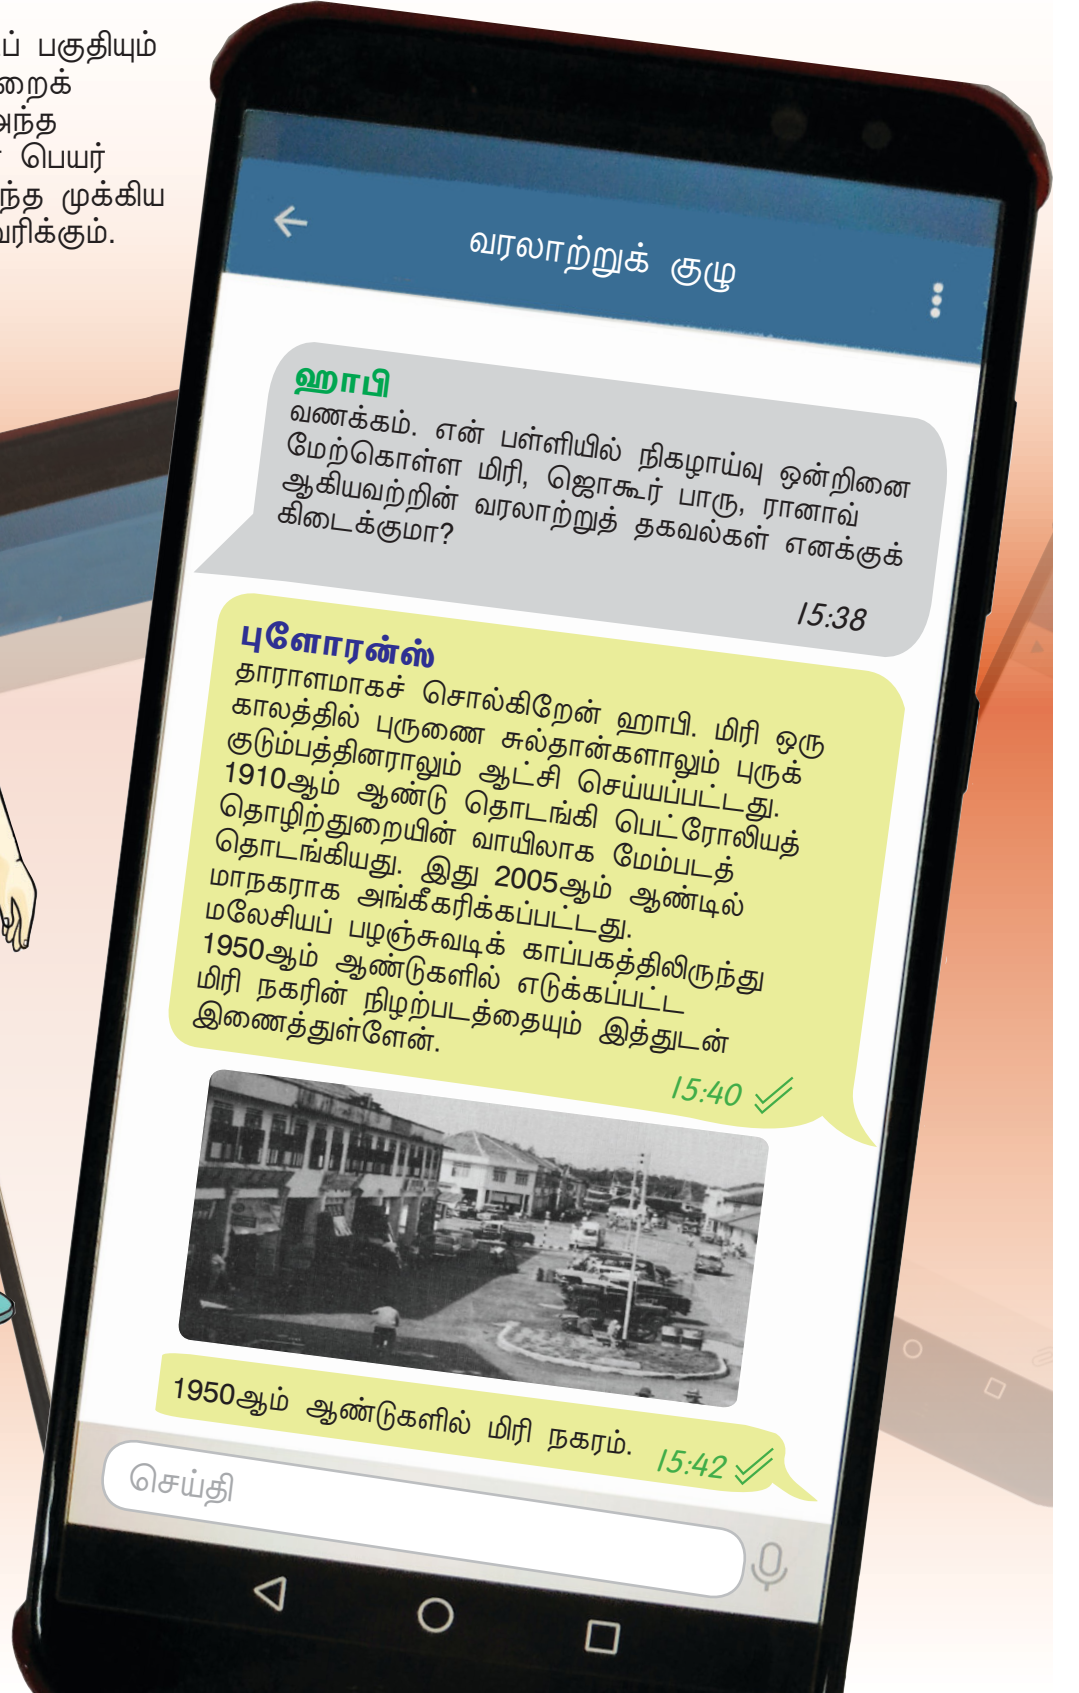 ப் பகுதியும்
றைக்
அந்த
பெயர்
ந்த முக்கிய
வரிக்கும்.
வரலாற்றுக் குழு
ஹாபி
வணக்கம். என் பள்ளியில் நிகழாய்வு ஒன்றினை
மேற்கொள்ள மிரி, ஜொகூர் பாரு, ரானாவ்
ஆகியவற்றின் வரலாற்றுத் தகவல்கள் எனக்குக்
கிடைக்குமா?
15:38
புளோரன்ஸ்
தாராளமாகச் சொல்கிறேன் ஹாபி. மிரி ஒரு
காலத்தில் புருணை சுல்தான்களாலும் புருக்
குடும்பத்தினராலும் ஆட்சி செய்யப்பட்டது.
1910ஆம் ஆண்டு தொடங்கி பெட்ரோலியத்
தொழிற்துறையின் வாயிலாக மேம்படத்
தொடங்கியது. இது 2005ஆம் ஆண்டில்
மாநகராக அங்கீகரிக்கப்பட்டது.
மலேசியப் பழஞ்சுவடிக் காப்பகத்திலிருந்து
1950ஆம் ஆண்டுகளில் எடுக்கப்பட்ட
மிரி நகரின் நிழற்படத்தையும் இத்துடன்
இணைத்துள்ளேன்.
15:40
1950ஆம் ஆண்டுகளில் மிரி நகரம்.
15:42
செய்தி